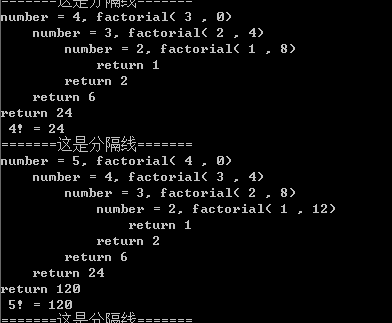 =======这是分隔线=======
number = 4, factorial( 3 , 0)
number = 3, factorial( 2 , 4)
number = 2, factorial( 1 , 8)
return 1
return 2
return 6
return 24
4! = 24
=======这是分隔线=======
number = 5, factorial( 4 , 0)
number = 4, factorial( 3 , 4)
number = 3, factorial( 2 , 8)
number = 2, factorial( 1 , 12)
return 1
return 2
return 6
return 24
return 120
5! = 120
=======这是分隔线=======